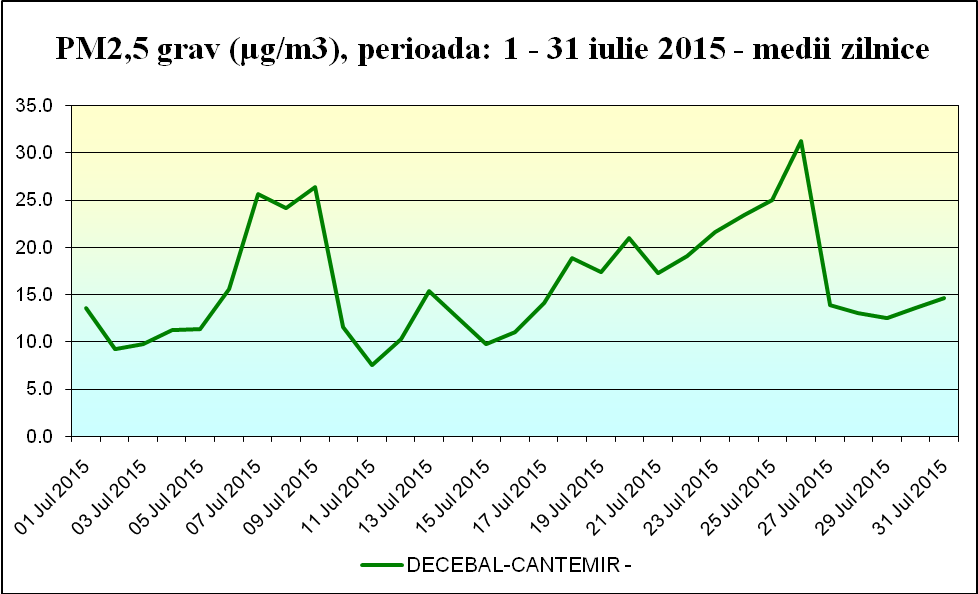 PM2,5 grav (µg/m3), perioada: 1 - 31 iulie 2015 - medii zilnice
35.0
30.0
25.0
20.0
15.0
10.0
5.0
0.0
01 Jul 2015
03 Jul 2015
05 Jul 2015
07 Jul 2015
09 Jul 2015
11 Jul 2015
13 Jul 2015
15 Jul 2015
17 Jul 2015
19 Jul 2015
21 Jul 2015
23 Jul 2015
25 Jul 2015
27 Jul 2015
29 Jul 2015
31 Jul 2015
DECEBAL-CANTEMIR -